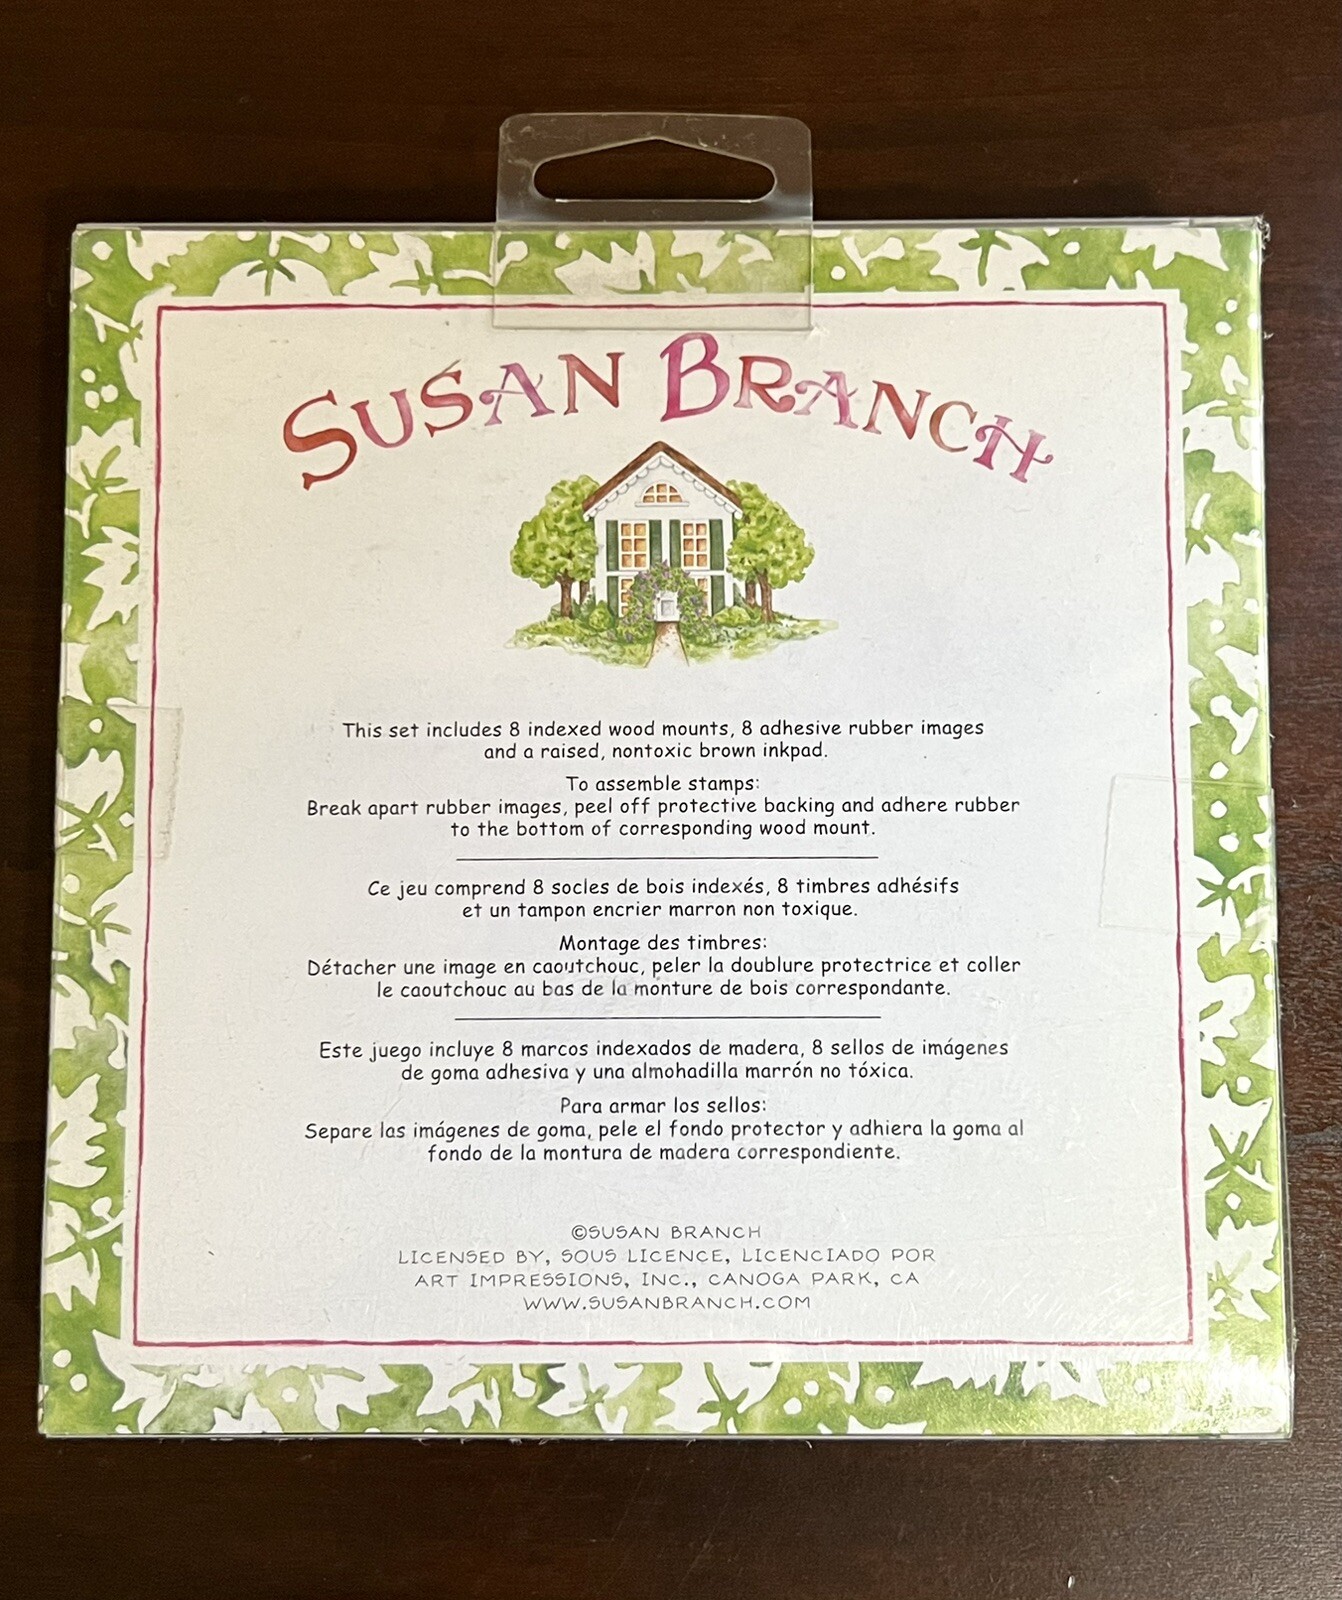 SUSAN BRANCH
This set includes 8 indexed wood mounts, 8 adhesive rubber images
and a raised, nontoxic brown inkpad.
To assemble stamps:
Break apart rubber images, peel off protective backing and adhere rubber
to the bottom of corresponding wood mount.
Ce jeu comprend 8 socles de bois indexés, 8 timbres adhésifs
et un tampon encrier marron non toxique.
Montage des timbres:
Détacher une image en caoutchouc, peler la doublure protectrice et coller
le caoutchouc au bas de la monture de bois correspondante.
Este juego incluye 8 marcos indexados de madera, 8 sellos de imágenes
de goma adhesiva y una almohadilla marrón no tóxica.
Para armar los sellos:
Separe las imágenes de goma, pele el fondo protector y adhiera la goma al
fondo de la montura de madera correspondiente.
©SUSAN BRANCH
LICENSED BY, SOUS LICENCE, LICENCIADO POR
ART IMPRESSIONS, INC., CANOGA PARK, CA
WWW.SUSANBRANCH.COM